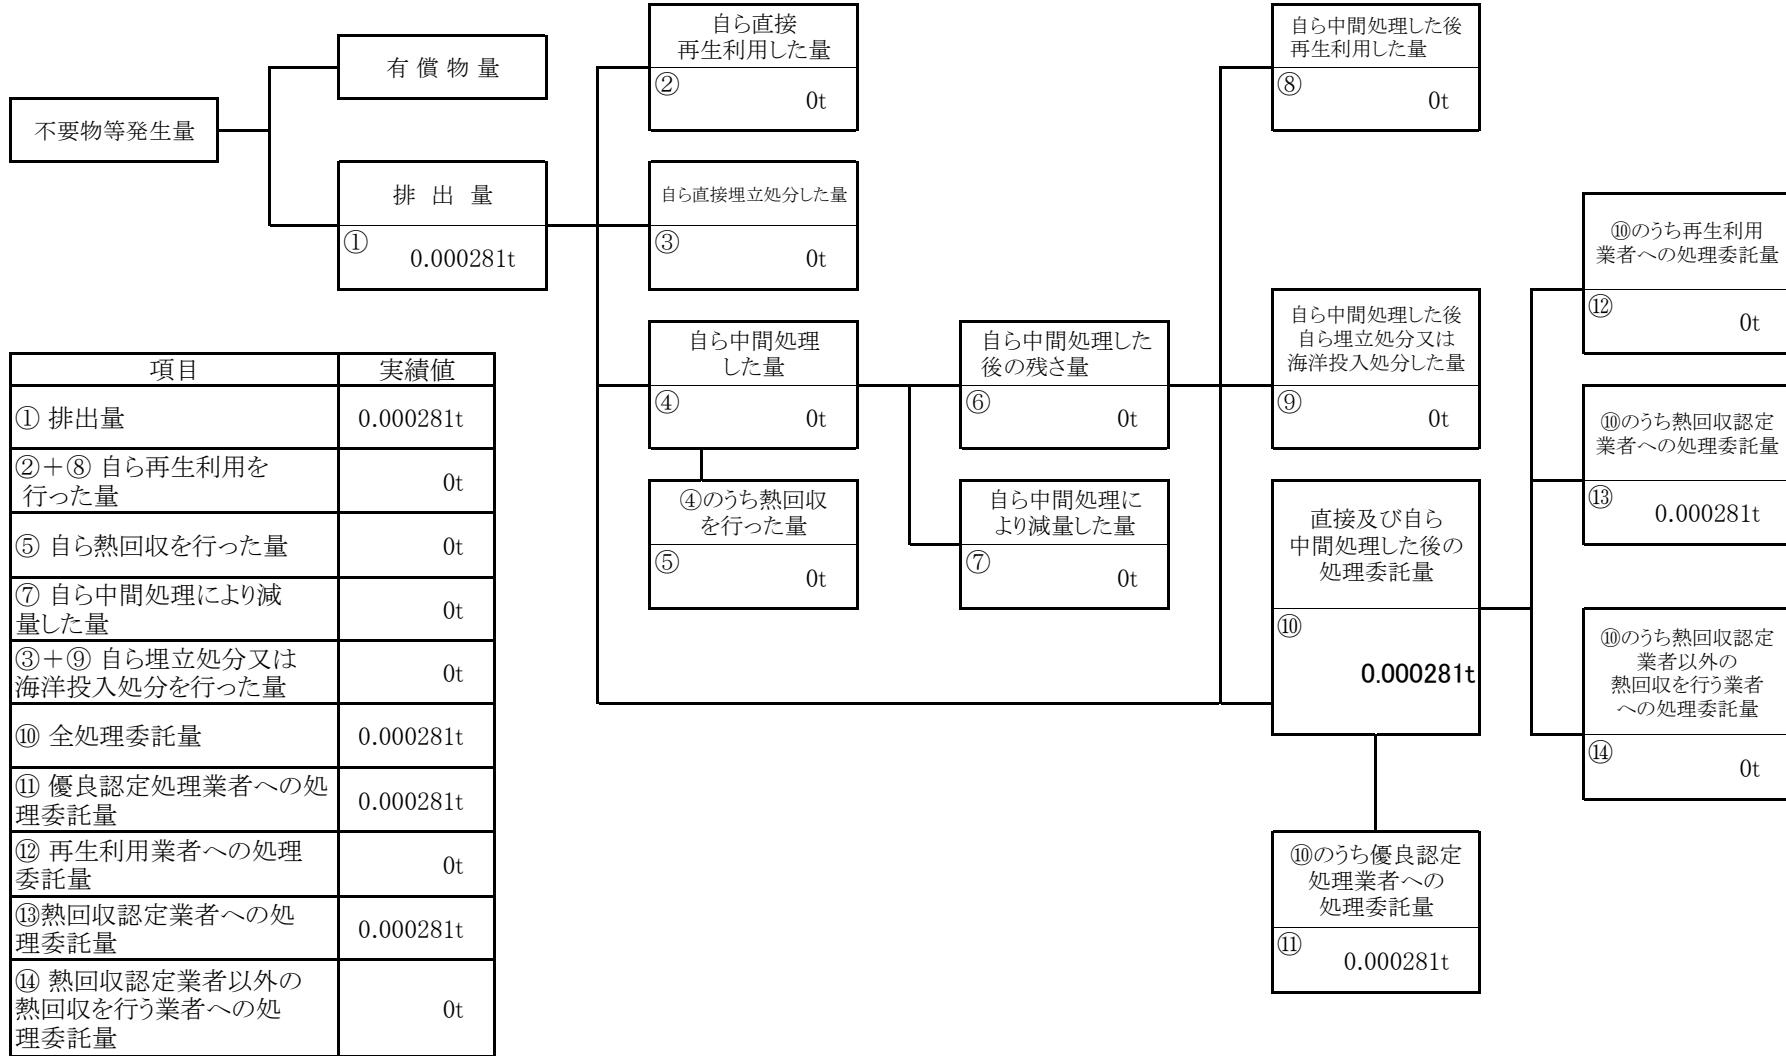 不要物等発生量
有 償 物 量
排 出 量
①
0.000281t
自ら直接
再生利用した量
②
0t
自ら直接埋立処分した量
③
0t
自ら中間処理
した量
④
0t
④のうち熱回収
を行った量
⑤
0t
自ら中間処理した
後の残さ量
⑥
0t
自ら中間処理に
より減量した量
⑦
0t
自ら中間処理した後
再生利用した量
⑧
0t
自ら中間処理した後
自ら埋立処分又は
海洋投入処分した量
⑨
0t
直接及び自ら
中間処理した後の
処理委託量
⑩
0.000281t
⑩のうち優良認定
処理業者への
処理委託量
⑪
0.000281t
⑩のうち再生利用
業者への処理委託量
⑫
0t
⑩のうち熱回収認定
業者への処理委託量
⑬
0.000281t
⑩のうち熱回収認定
業者以外の
熱回収を行う業者
への処理委託量
⑭
0t
項目 実績値
① 排出量 0.000281t
②＋⑧ 自ら再生利用を
行った量 0t
⑤ 自ら熱回収を行った量 0t
⑦ 自ら中間処理により減
量した量 0t
③＋⑨ 自ら埋立処分又は
海洋投入処分を行った量 0t
⑩ 全処理委託量 0.000281t
⑪ 優良認定処理業者への処
理委託量 0.000281t
⑫ 再生利用業者への処理
委託量 0t
⑬熱回収認定業者への処
理委託量 0.000281t
⑭ 熱回収認定業者以外の
熱回収を行う業者への処
理委託量 0t